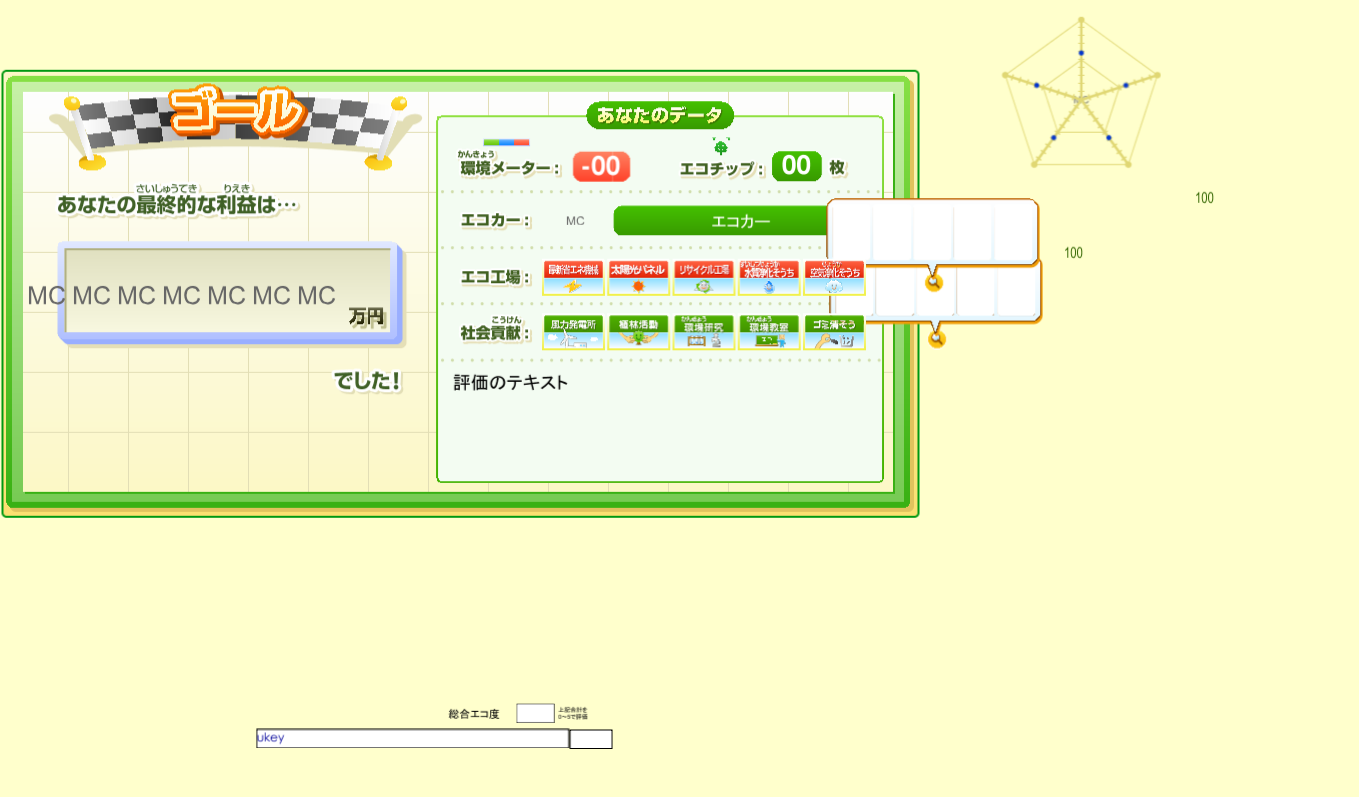 ゴール
あなたのデータ
かんきょう
環境メーター: -00 エコチップ: 00 枚
さいしゅうてき りえき
あなたの最終的な利益は…
100
エコカー: MC エコカー
100
エコ工場: 最新省エネ機械 太陽光パネル リサイクル工場 水質浄化そうち 空気浄化そうち
MC MC MC MC MC MC MC
万円
こうけん
社会貢献: 風力発電所 植林活動 環境研究 環境教室 ゴミ清そう
でした!
評価のテキスト
総合エコ度
上記合計を
0〜5で評価
ukey